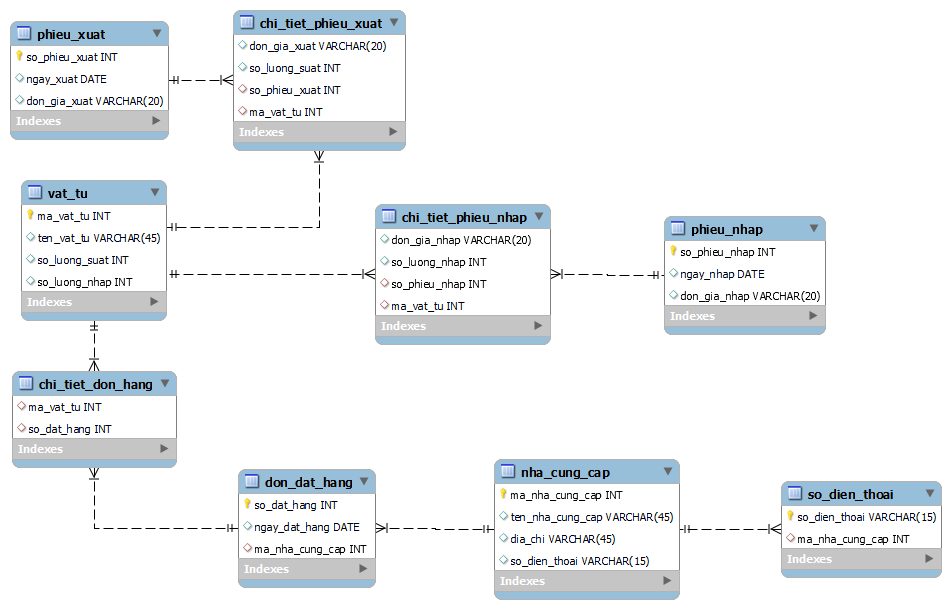 phieu_xuat
so_phieu_xuat INT
ngay_xuat DATE
don_gia_xuat VARCHAR(20)
Indexes
chi_tiet_phieu_xuat
don_gia_xuat VARCHAR(20)
so_luong_suat INT
so_phieu_xuat INT
ma_vat_tu INT
Indexes
vat_tu
ma_vat_tu INT
ten_vat_tu VARCHAR(45)
so_luong_suat INT
so_luong_nhap INT
Indexes
chi_tiet_phieu_nhap
don_gia_nhap VARCHAR(20)
so_luong_nhap INT
so_phieu_nhap INT
ma_vat_tu INT
Indexes
phieu_nhap
so_phieu_nhap INT
ngay_nhap DATE
don_gia_nhap VARCHAR(20)
Indexes
chi_tiet_don_hang
ma_vat_tu INT
so_dat_hang INT
Indexes
don_dat_hang
so_dat_hang INT
ngay_dat_hang DATE
ma_nha_cung_cap INT
Indexes
nha_cung_cap
ma_nha_cung_cap INT
ten_nha_cung_cap VARCHAR(45)
dia_chi VARCHAR(45)
so_dien_thoai VARCHAR(15)
Indexes
so_dien_thoai
so_dien_thoai VARCHAR(15)
ma_nha_cung_cap INT
Indexes